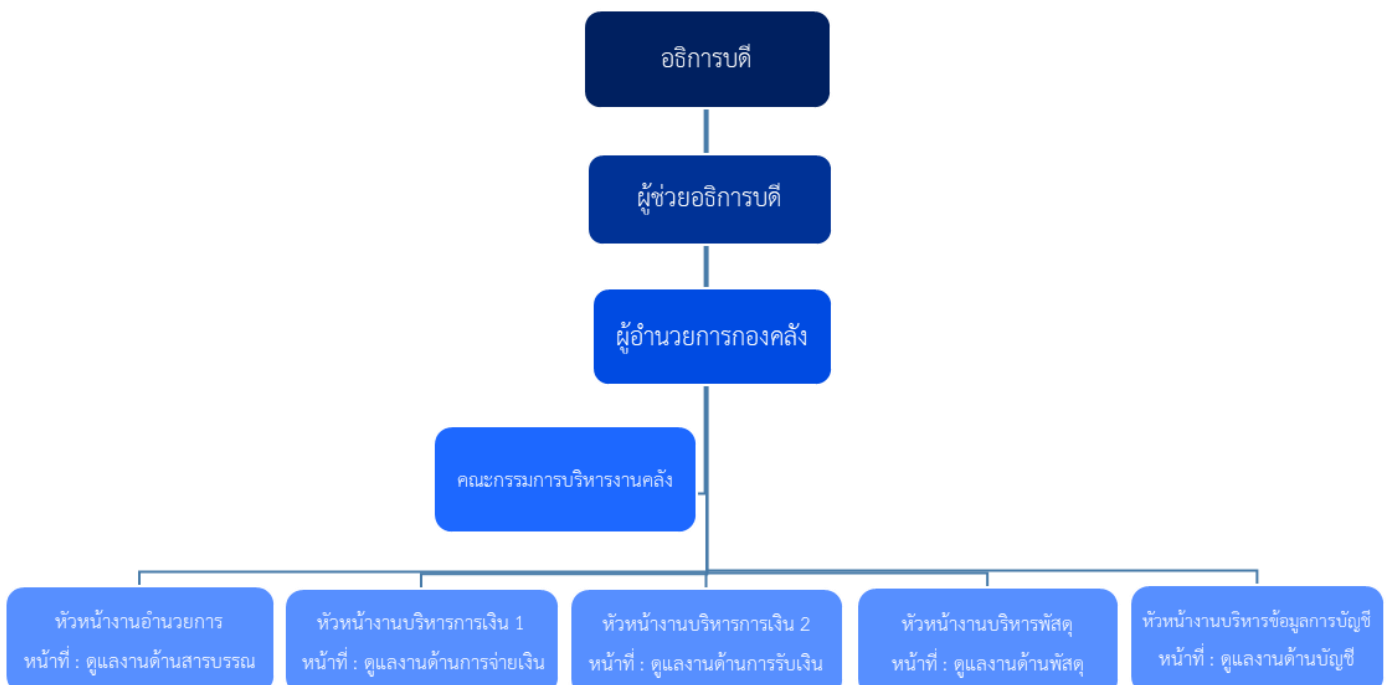 อธิการบดี
ผู้ช่วยอธิการบดี
ผู้อำนวยการกองคลัง
คณะกรรมการบริหารงานคลัง
หัวหน้างานอำนวยการ
หน้าที่ : ดูแลงานด้านสารบรรณ
หัวหน้างานบริหารการเงิน 1
หน้าที่ : ดูแลงานด้านการจ่ายเงิน
หัวหน้างานบริหารการเงิน 2
หน้าที่ : ดูแลงานด้านการรับเงิน
หัวหน้างานบริหารพัสดุ
หน้าที่ : ดูแลงานด้านพัสดุ
หัวหน้างานบริหารข้อมูลการบัญชี
หน้าที่ : ดูแลงานด้านบัญชี